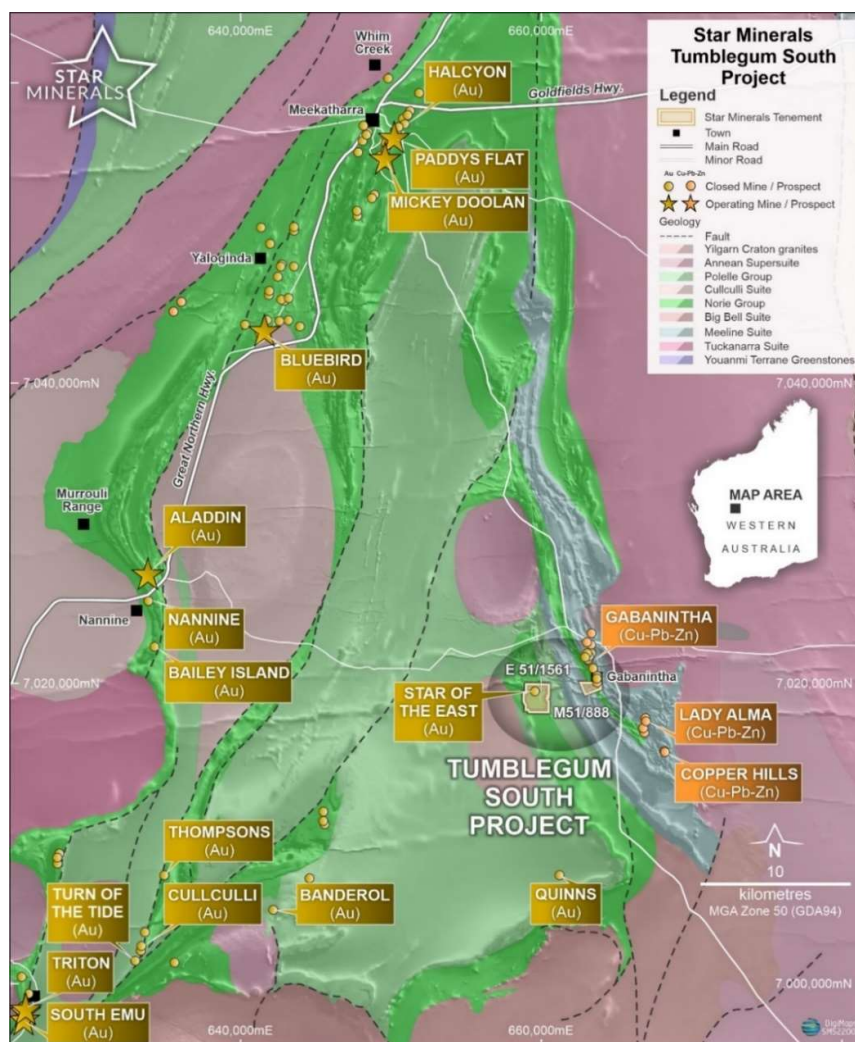 640,000mE
660,000mE
STAR
MINERALS
Whim
Creek
Meekatharra
HALCYON
(Au)
Goldfields Hwy.
PADDYS FLAT
(Au)
MICKEY DOOLAN
(Au)
Star Minerals
Tumblegum South
Project
Legend
Star Minerals Tenement
Town
Main Road
Minor Road
Au Cu-Pb-Zn
Closed Mine / Prospect
Operating Mine / Prospect
Geology
Fault
Yilgarn Craton granites
Annean Supersuite
Polelle Group
Cullculli Suite
Norie Group
Big Bell Suite
Meeline Suite
Tuckanarra Suite
Youanmi Terrane Greenstones
Yaloginda
BLUEBIRD
(Au)
7,040,000mN
7,040,000mN
Great Northern Hwy.
Murrouli
Range
ALADDIN
(Au)
MAP AREA
WESTERN
AUSTRALIA
Nannine
NANNINE
(Au)
BAILEY ISLAND
(Au)
GABANINTHA
(Cu-Pb-Zn)
E 51/1561
Gabanintha
7,020,000mN
7,020,000mN
STAR OF
THE EAST
(Au)
M51/888
LADY ALMA
(Cu-Pb-Zn)
COPPER HILLS
(Cu-Pb-Zn)
TUMBLEGUM
SOUTH
PROJECT
THOMPSONS
(Au)
TURN OF
THE TIDE
(Au)
CULLCULLI
(Au)
BANDEROL
(Au)
QUINNS
(Au)
N
10
kilometres
MGA Zone 50 (GDA94)
TRITON
(Au)
SOUTH EMU
(Au)
7,000,000mN
640,000mE
660,000mE